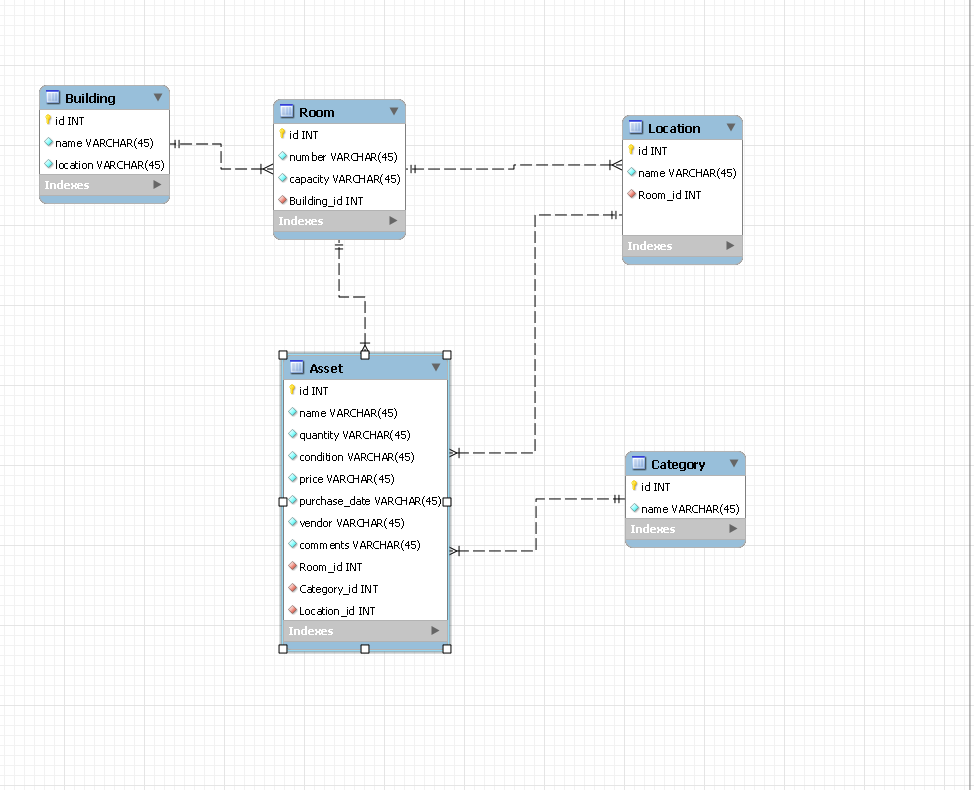 Building
id INT
name VARCHAR(45)
location VARCHAR(45)
Indexes
Room
id INT
number VARCHAR(45)
capacity VARCHAR(45)
Building_id INT
Indexes
Location
id INT
name VARCHAR(45)
Room_id INT
Indexes
Asset
id INT
name VARCHAR(45)
quantity VARCHAR(45)
condition VARCHAR(45)
price VARCHAR(45)
purchase_date VARCHAR(45)
vendor VARCHAR(45)
comments VARCHAR(45)
Room_id INT
Category_id INT
Location_id INT
Indexes
Category
id INT
name VARCHAR(45)
Indexes